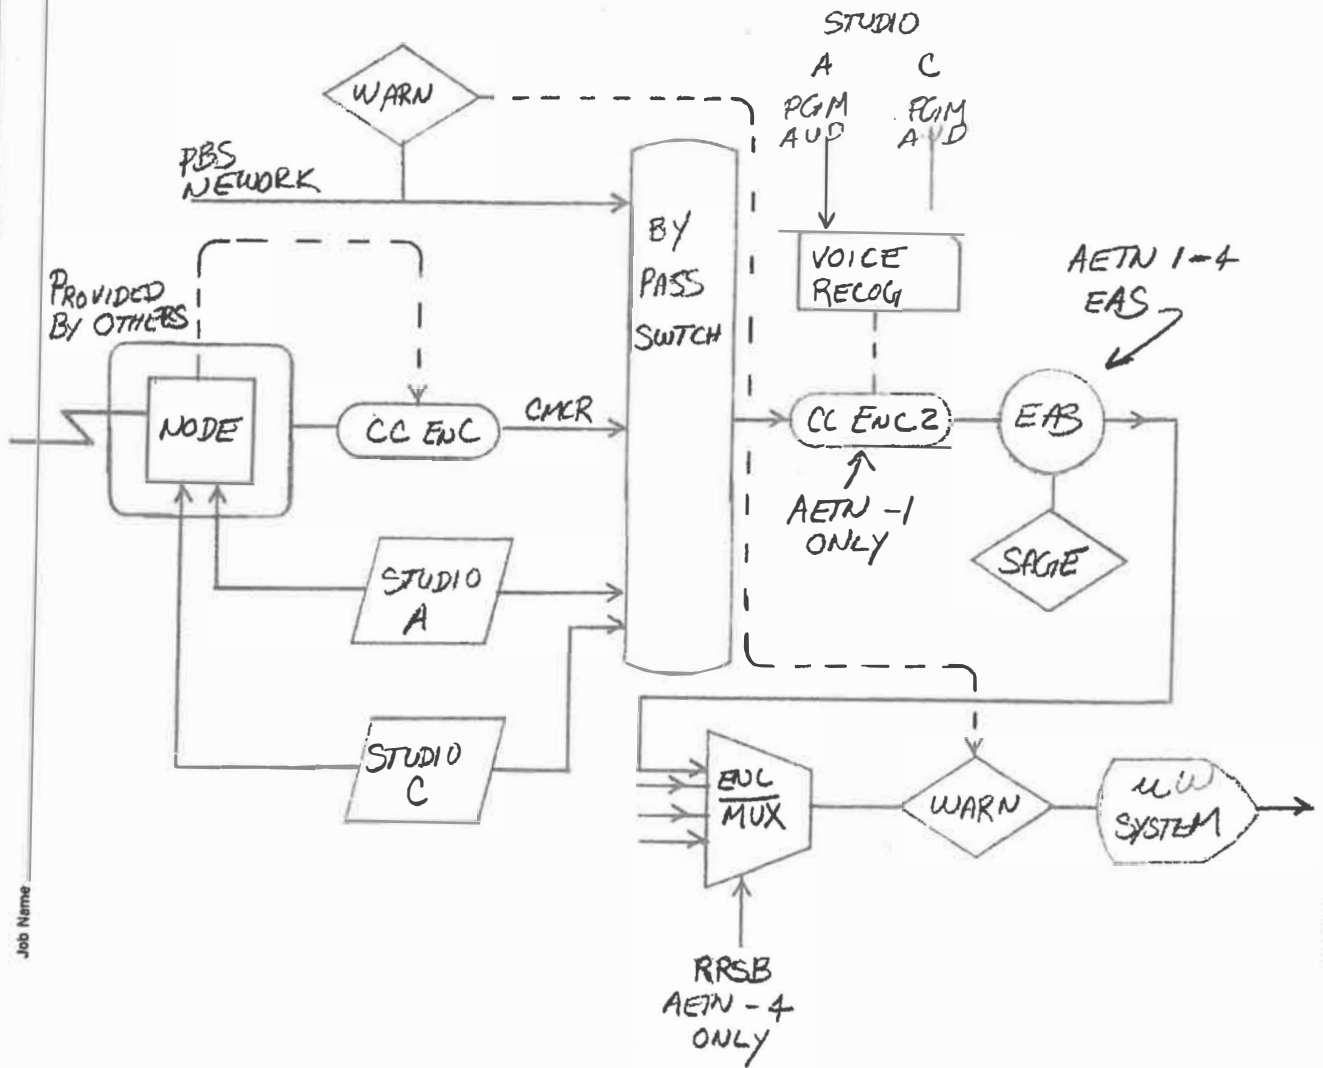 STUDIO
A C
PGM PGM
AUD AUD
WARN
PBS
NEWORK
BY
PASS
SWTCH
VOICE
RECOG
AETN 1-4
EAS
PROVIDED
BY OTHERS
NODE
CC ENC
CMCR
CC ENC2
EAS
AETN -1
ONLY
SAGE
STUDIO
A
STUDIO
C
ENC
MUX
WARN
uW
SYSTEM
RRSB
AETN -4
ONLY
Job Name